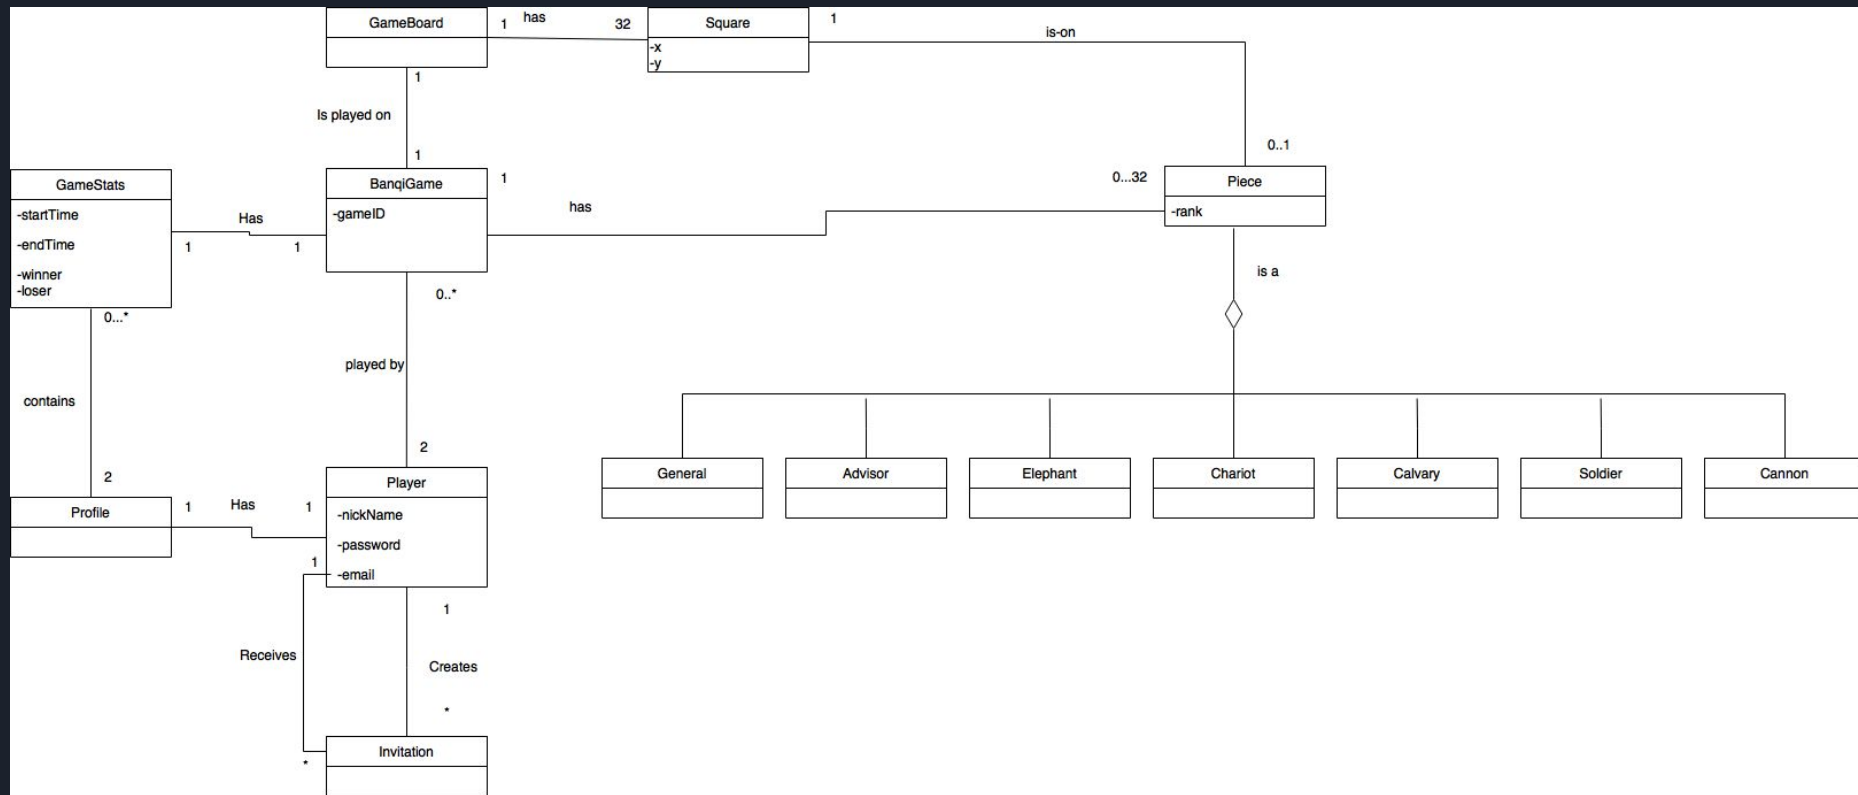 GameBoard
1
has
32
Square
-x
-y
1
is-on
0..1
1
Is played on
1
GameStats
-startTime
-endTime
-winner
-loser
Has
1
1
BanqiGame
-gameID
1
has
0...32
Piece
-rank
is a
0...*
contains
2
0..*
played by
2
General
Advisor
Elephant
Chariot
Calvary
Soldier
Cannon
Profile
1
Has
1
Player
-nickName
-password
-email
1
Receives
*
1
Creates
*
Invitation